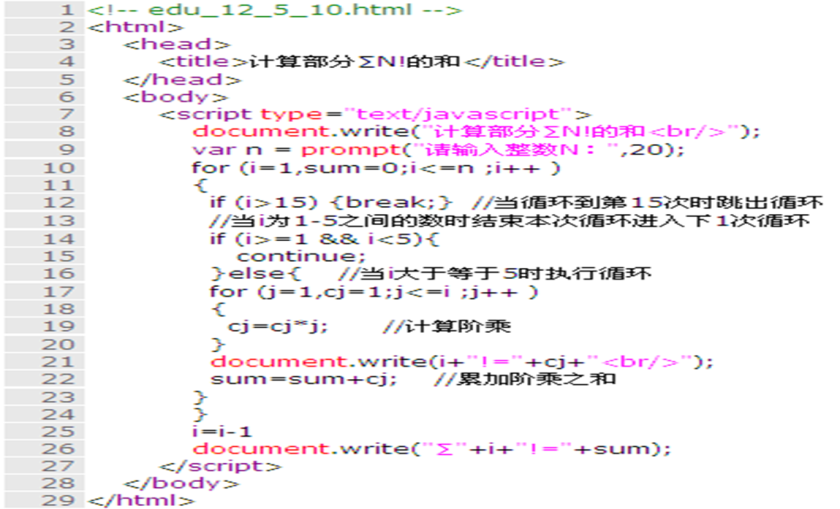 1 <!-- edu_12_5_10.html -->
2 <html>
3 <head>
4 <title>计算部分∑N!的和</title>
5 </head>
6 <body>
7 <script type="text/javascript">
8 document.write("计算部分∑N!的和<br/>");
9 var n = prompt("请输入整数N：",20);
10 for (i=1,sum=0;i<=n ;i++ )
11 {
12 if (i>15) {break;} //当循环到第15次时跳出循环
13 //当i为1-5之间的数时结束本次循环进入下1次循环
14 if (i>=1 && i<5){
15 continue;
16 }else{ //当i大于等于5时执行循环
17 for (j=1,cj=1;j<=i ;j++ )
18 {
19 cj=cj*j; //计算阶乘
20 }
21 document.write(i+"!="+cj+"<br/>");
22 sum=sum+cj; //累加阶乘之和
23 }
24 }
25 i=i-1
26 document.write("∑"+i+"!="+sum);
27 </script>
28 </body>
29 </html>